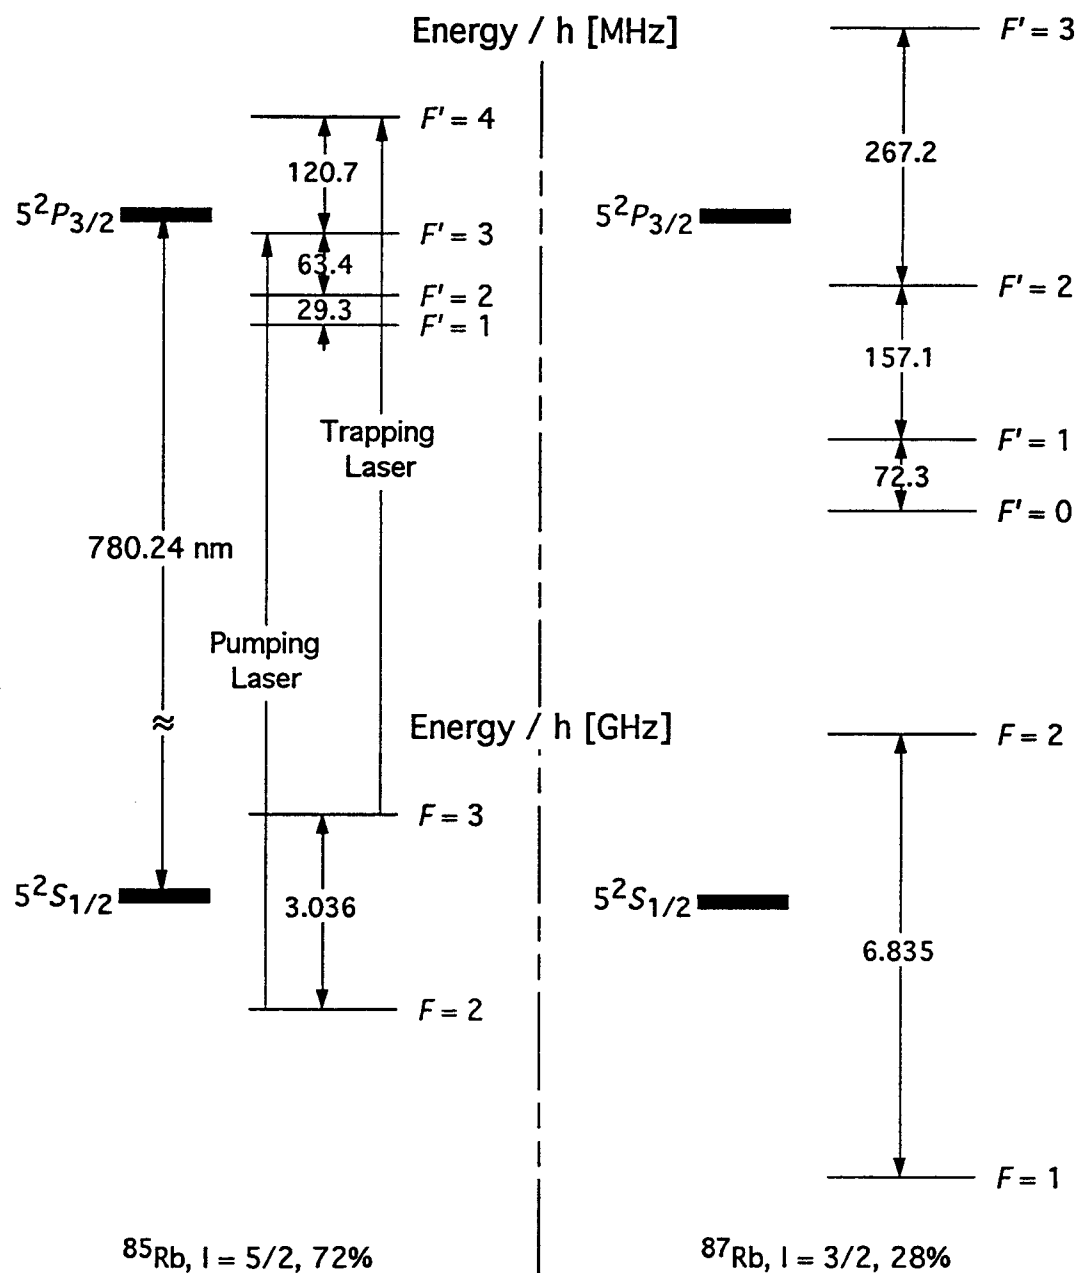 Energy / h [MHz]
F' = 4
120.7
5²P₃/₂
F' = 3
63.4
F' = 2
29.3
F' = 1
Trapping
Laser
780.24 nm
Pumping
Laser
≈
F = 3
5²S₁/₂
3.036
F = 2
⁸⁵Rb, I = 5/2, 72%
F' = 3
267.2
5²P₃/₂
F' = 2
157.1
F' = 1
72.3
F' = 0
Energy / h [GHz]
F = 2
5²S₁/₂
6.835
F = 1
⁸⁷Rb, I = 3/2, 28%